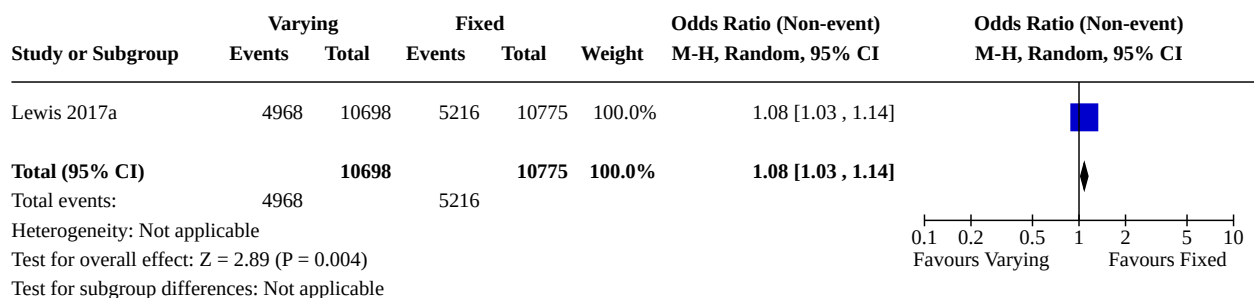 Varying Fixed Odds Ratio (Non-event) Odds Ratio (Non-event)
Study or Subgroup Events Total Events Total Weight M-H, Random, 95% CI M-H, Random, 95% CI
Lewis 2017a 4968 10698 5216 10775 100.0% 1.08 [1.03 , 1.14]
Total (95% CI) 10698 10775 100.0% 1.08 [1.03 , 1.14]
Total events: 4968 5216
Heterogeneity: Not applicable
0.1 0.2 0.5 1 2 5 10
Test for overall effect: Z = 2.89 (P = 0.004) Favours Varying Favours Fixed
Test for subgroup differences: Not applicable